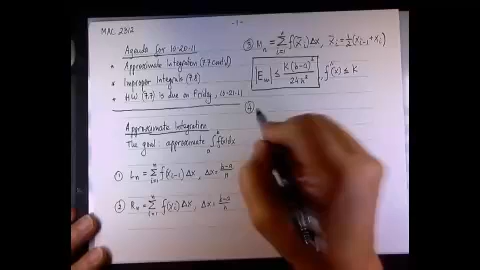 MAC 2312
-1-
Agenda for 10.20.11
• Approximate Integration (7.7 cont'd)
• Improper Integrals (7.8)
• HW (7.7) is due on Friday, 10.21.11
Approximate Integration
The goal: approximate ∫_a^b f(x)dx
① L_n = Σ_{i=1}^n f(x_{i-1}) Δx, Δx = (b-a)/n
② R_n = Σ_{i=1}^n f(x_i) Δx, Δx = (b-a)/n
③ M_n = Σ_{i=1}^n f(x̄_i) Δx, x̄_i = ½(x_{i-1}+x_i)
|E_M| ≤ K(b-a)³/24n², f''(x) ≤ K
④